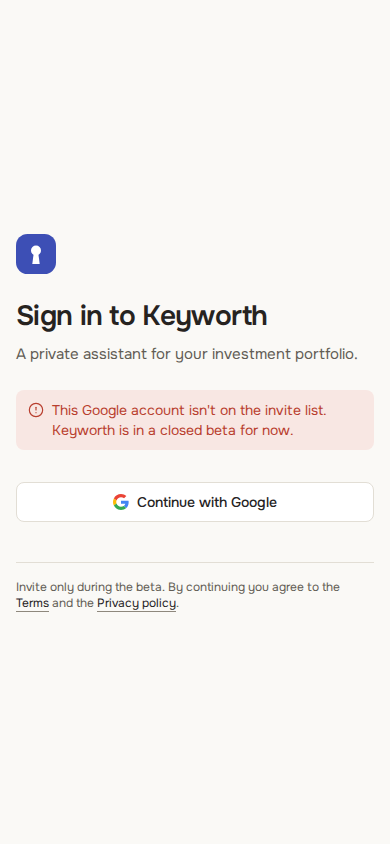 Sign in to Keyworth
A private assistant for your investment portfolio.
This Google account isn't on the invite list.
Keyworth is in a closed beta for now.
Continue with Google
Invite only during the beta. By continuing you agree to the
Terms and the Privacy policy.